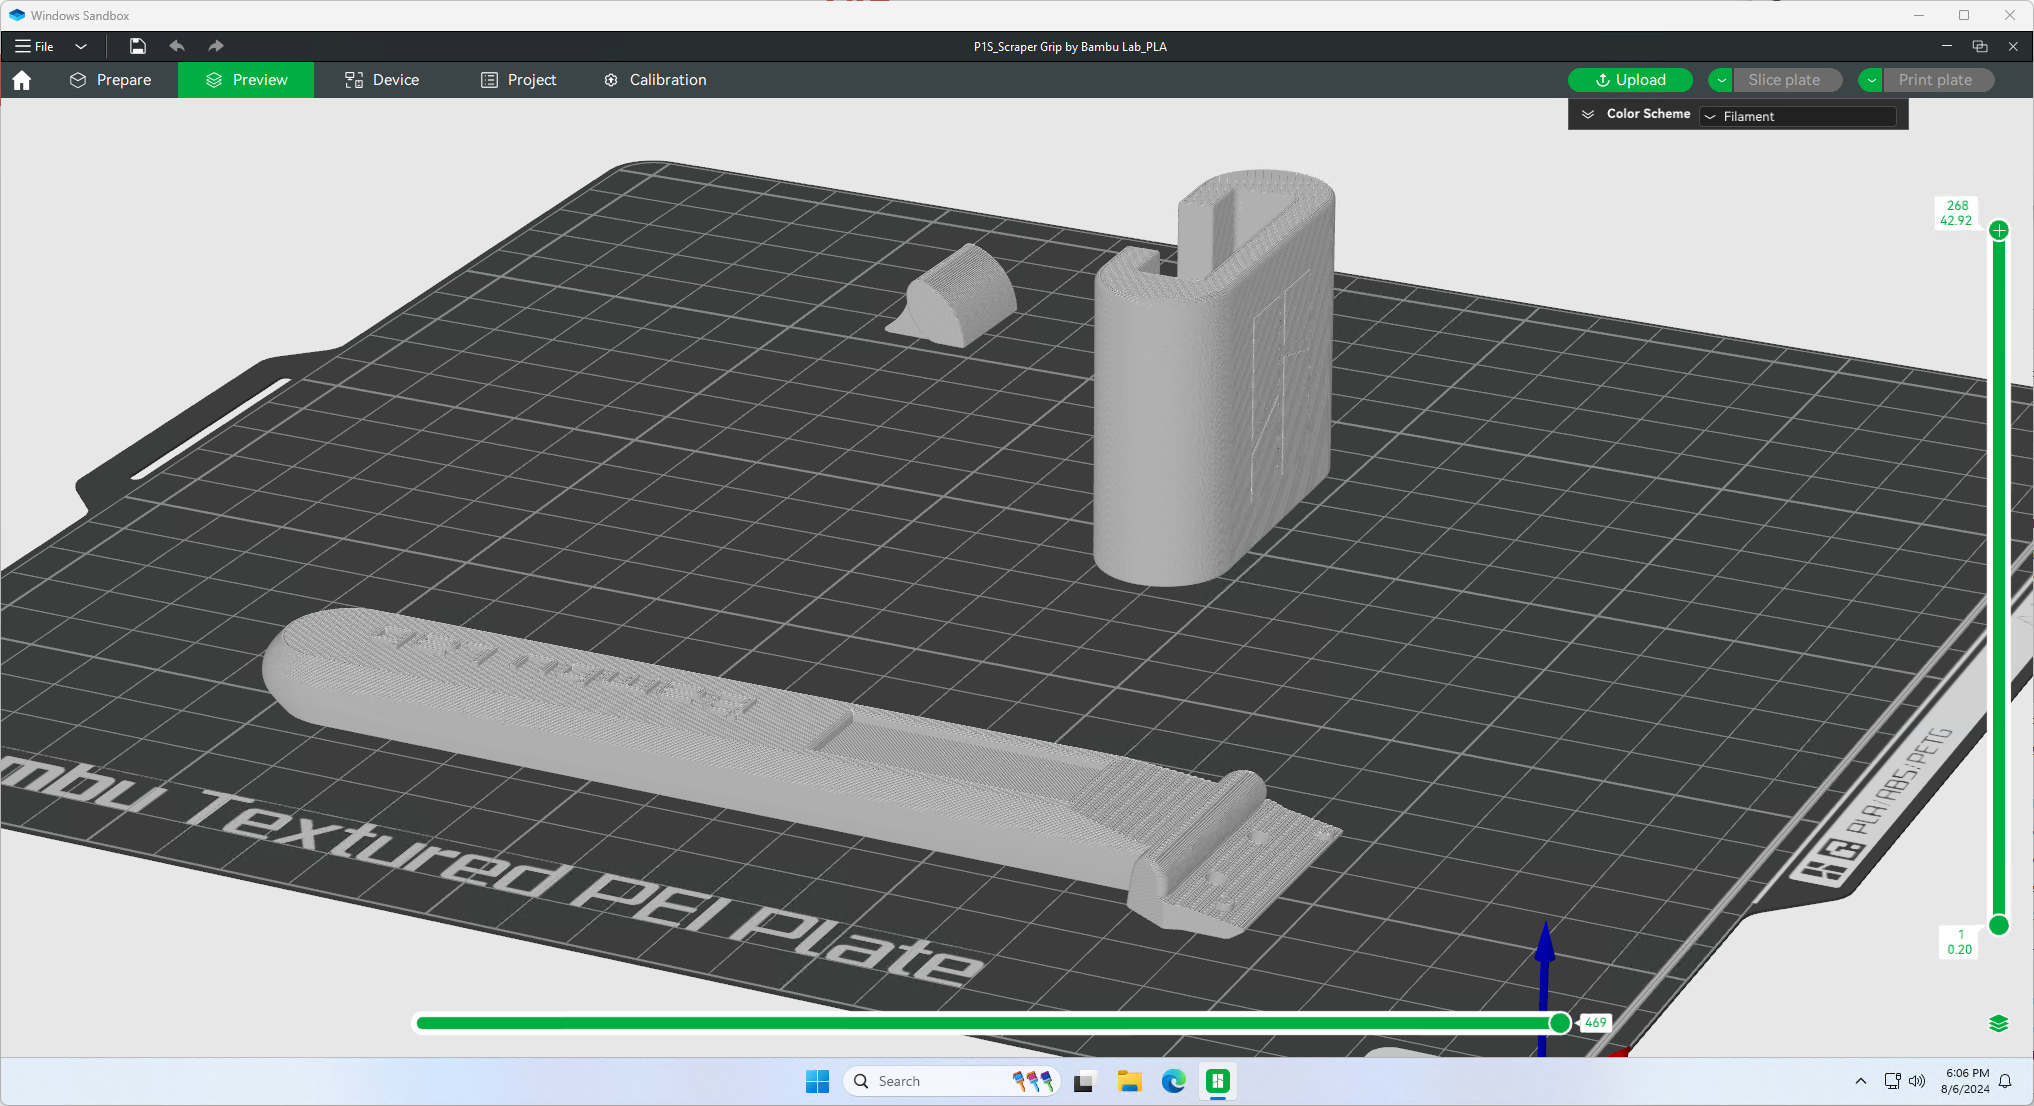 Windows Sandbox
File
P1S_Scraper Grip by Bambu Lab_PLA
Prepare
Preview
Device
Project
Calibration
Upload
Slice plate
Print plate
Color Scheme
Filament
268
42.92
1
0.20
PLA/ABS/PETG
mbu Textured PEI Plate
469
Search
6:06 PM
8/6/2024